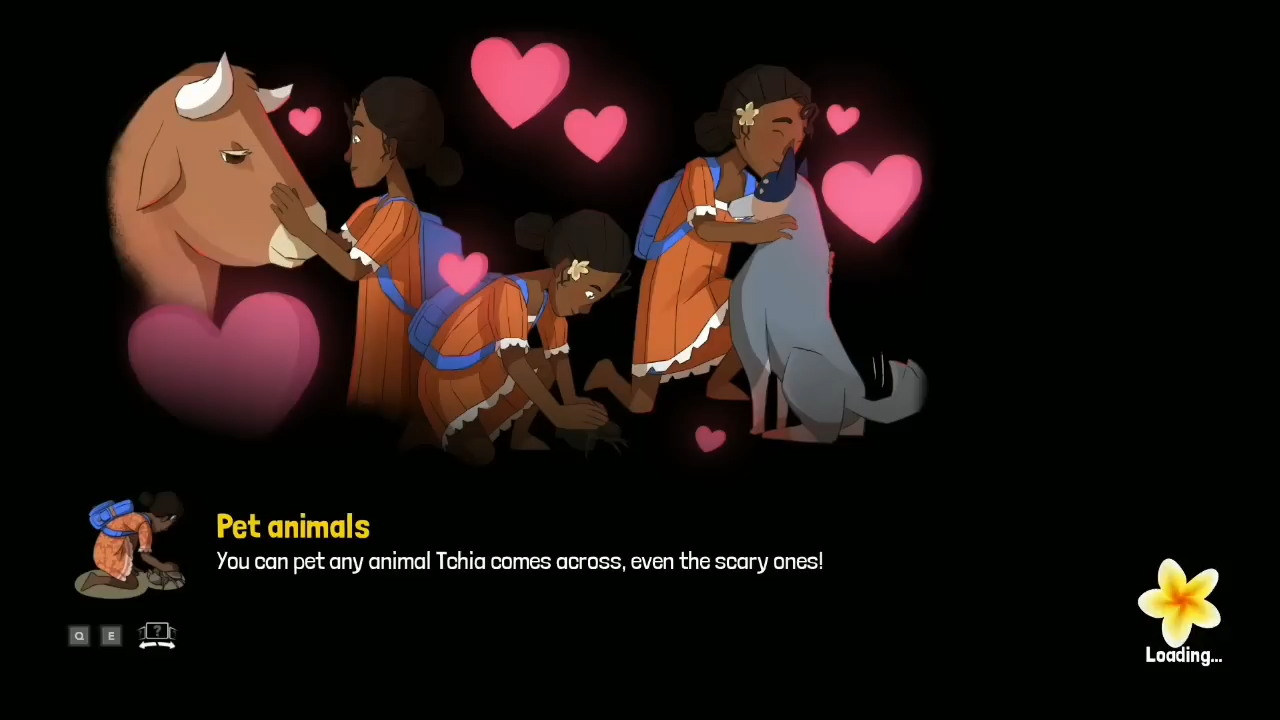 Pet animals
You can pet any animal Tchia comes across, even the scary ones!
Q E ?
Loading...